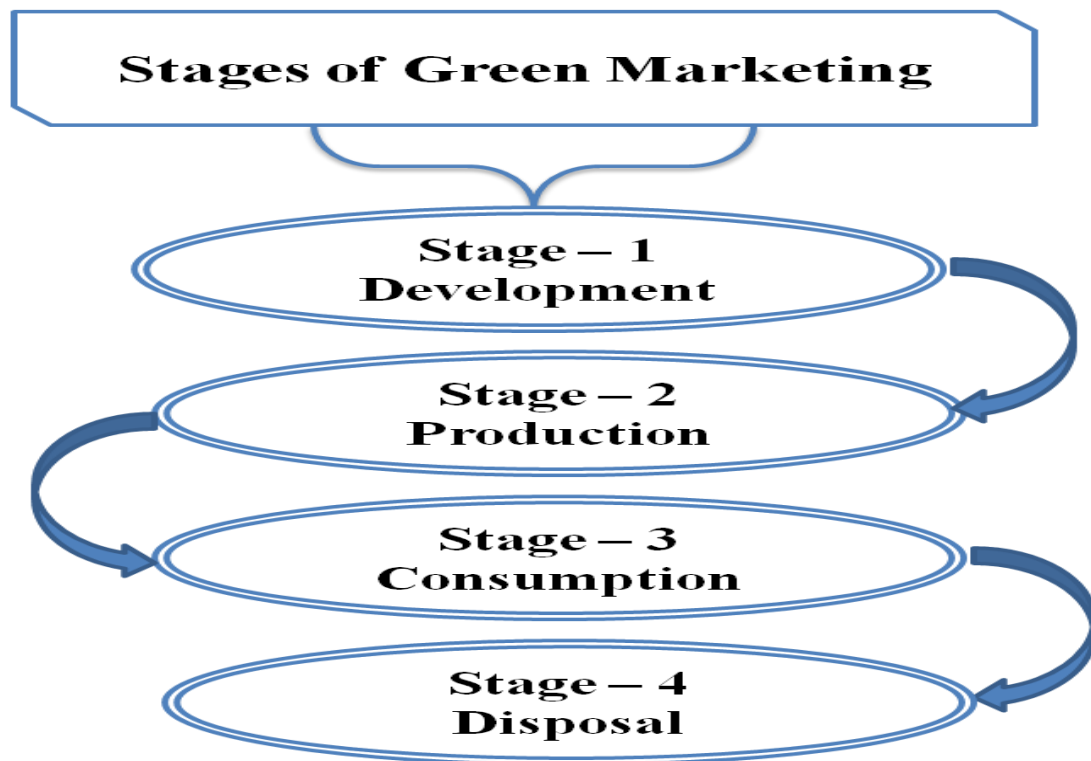 Stages of Green Marketing
Stage – 1
Development
Stage – 2
Production
Stage – 3
Consumption
Stage – 4
Disposal